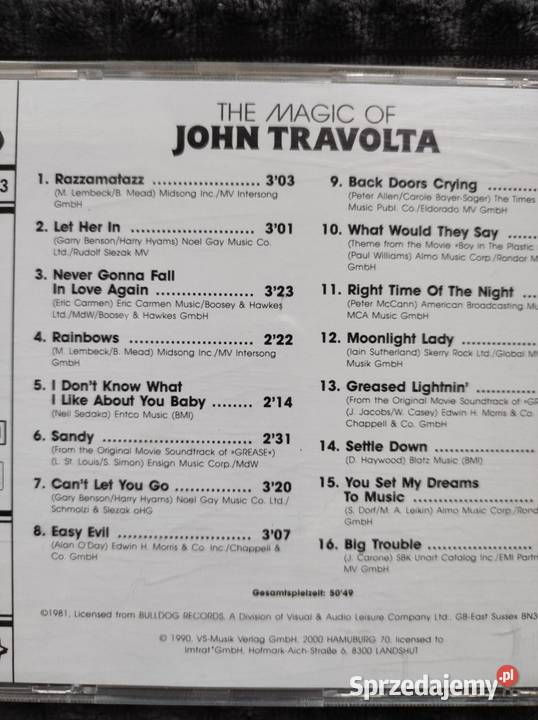 THE MAGIC OF
JOHN TRAVOLTA
1. Razzamatazz .................... 3'03
(M. Lembeck/B. Mead) Midsong Inc./MV Intersong
GmbH
2. Let Her In ....................... 3'01
(Garry Benson/Harry Hyams) Noel Gay Music Co.
Ltd./Rudolf Slezak MV
3. Never Gonna Fall
In Love Again .................. 3'23
(Eric Carmen) Eric Carmen Music/Boosey & Hawkes
Ltd./MdW/Boosey & Hawkes GmbH
4. Rainbows ....................... 2'22
(M. Lembeck/B. Mead) Midsong Inc./MV Intersong
GmbH
5. I Don't Know What
I Like About You Baby ........ 2'14
(Neil Sedaka) Entco Music (BMI)
6. Sandy ............................ 2'31
(From the Original Movie Soundtrack of »GREASE«)
(L. St. Louis/S. Simon) Ensign Music Corp./MdW
7. Can't Let You Go .............. 3'20
(Gary Benson/Harry Hyams) Noel Gay Music Co. Ltd./
Schmolzi & Slezak oHG
8. Easy Evil ......................... 3'07
(Alan O'Day) Edwin H. Morris & Co. Inc./Chappell &
Co. GmbH
9. Back Doors Crying ..........
(Peter Allen/Carole Bayer-Sager) The Times
Music Publ. Co./Eldorado MV GmbH
10. What Would They Say ......
(Theme from the Movie »Boy in The Plastic
(Paul Williams) Almo Music Corp./Rondor M
GmbH
11. Right Time Of The Night ....
(Peter McCann) American Broadcasting Mu
MCA Music GmbH
12. Moonlight Lady ..............
(Iain Sutherland) Skerry Rock Ltd./Global M
Musik GmbH
13. Greased Lightnin' ............
(From the Original Movie Soundtrack of »GR
(J. Jacobs/W. Casey) Edwin H. Morris & Co.
Chappell & Co. GmbH
14. Settle Down ..................
(D. Haywood) Blatz Music (BMI)
15. You Set My Dreams
To Music ......................
(S. Dorf/M. A. Leikin) Almo Music Corp./Rond
GmbH
16. Big Trouble ....................
(J. Carone) SBK Unart Catalog Inc./EMI Partn
MV GmbH
Gesamtspielzeit: 50'49
©1981, Licensed from BULLDOG RECORDS. A Division of Visual & Audio Leisure Company Ltd., GB-East Sussex BN3
© 1990, VS-Musik Verlag GmbH, 2000 HAMUBURG 70, licensed to
Imtrat GmbH, Hofmark-Aich-Straße 6, 8300 LANDSHUT
3
Sprzedajemy.pl